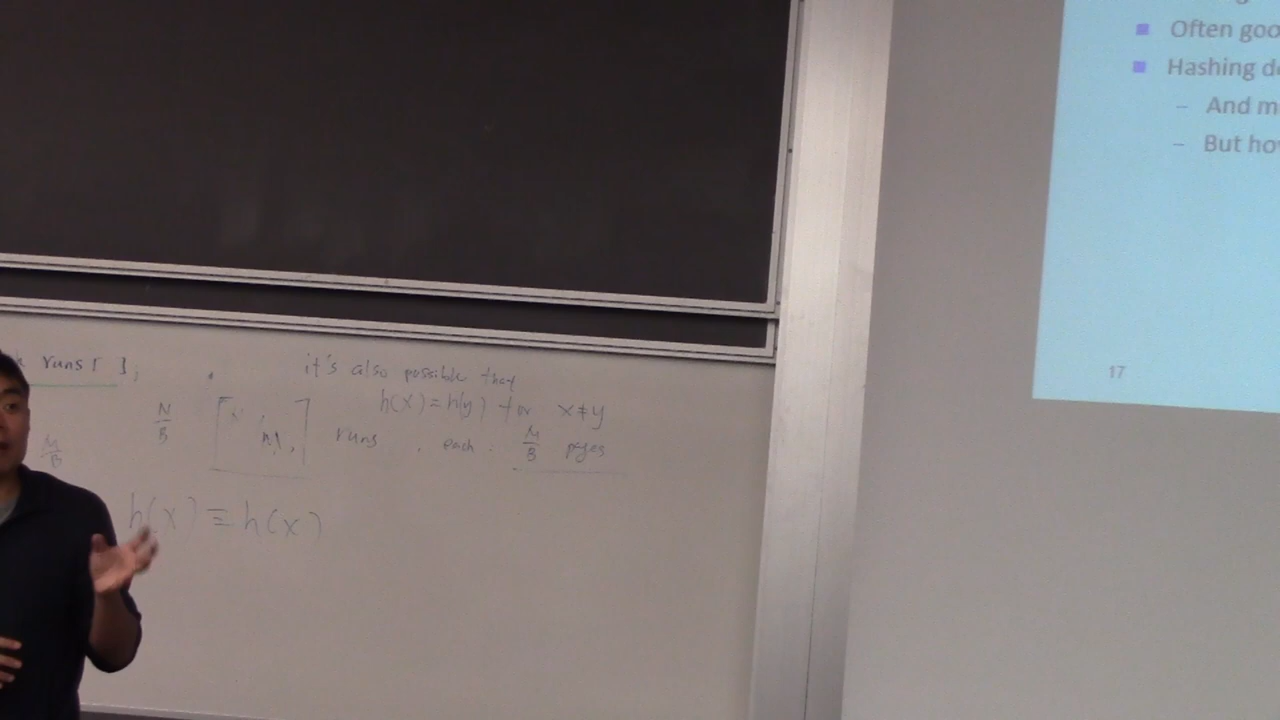 runs [ ],
it's also possible that
h(x) = h(y) for x ≠ y
N/B
runs, each: M/B pages
M/B
h(x) ≡ h(x)
Often goo
Hashing d
– And m
– But ho
17